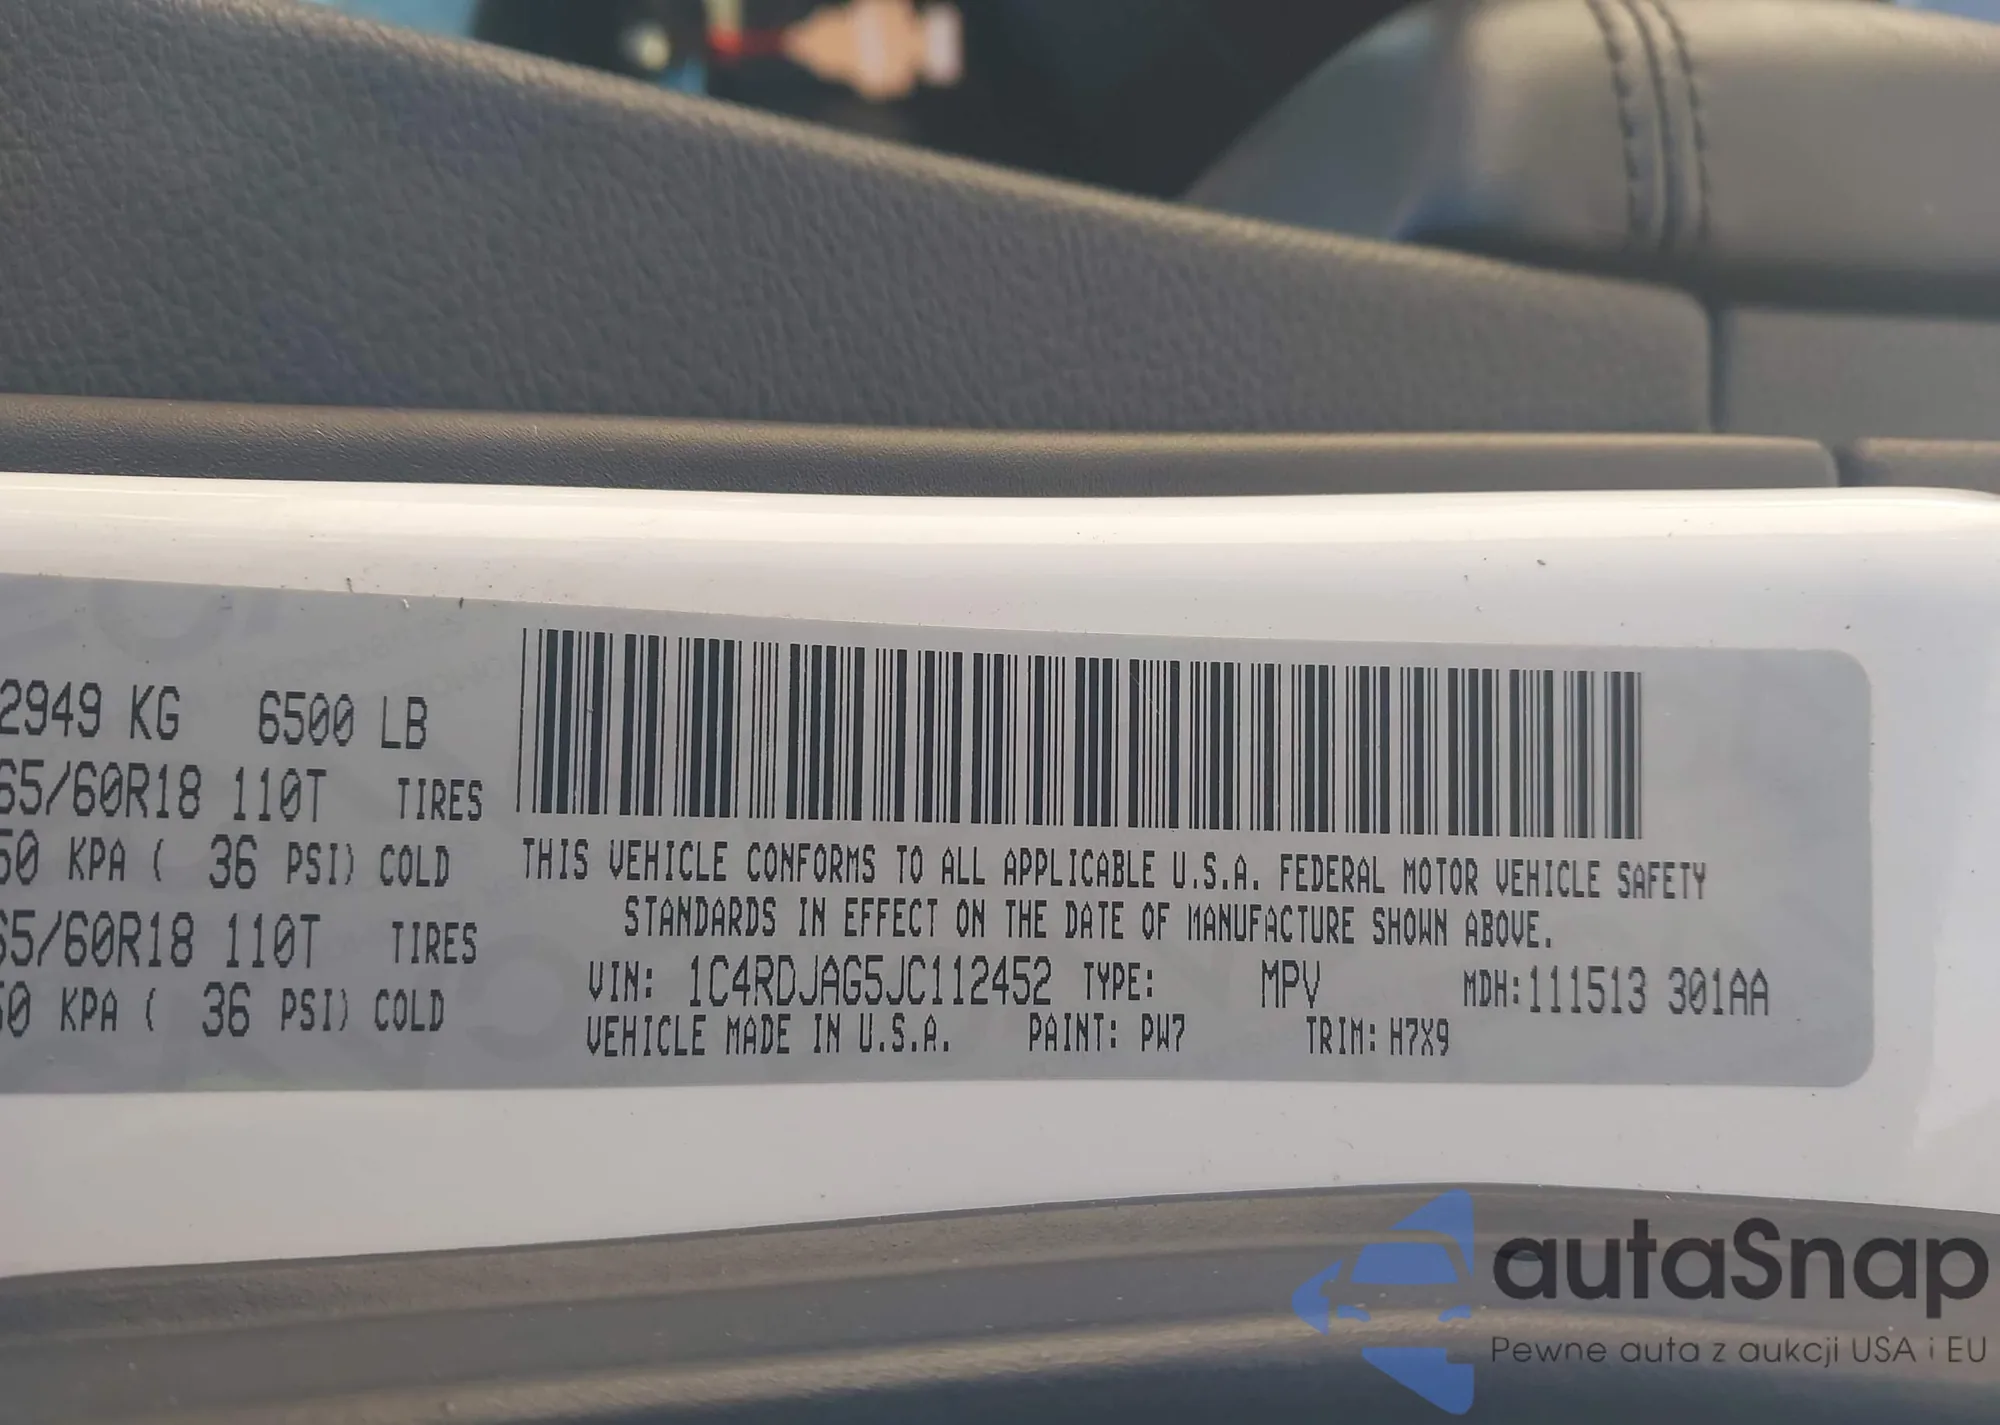 2949 KG 6500 LB
65/60R18 110T TIRES
50 KPA ( 36 PSI) COLD
65/60R18 110T TIRES
50 KPA ( 36 PSI) COLD
THIS VEHICLE CONFORMS TO ALL APPLICABLE U.S.A. FEDERAL MOTOR VEHICLE SAFETY
STANDARDS IN EFFECT ON THE DATE OF MANUFACTURE SHOWN ABOVE.
VIN: 1C4RDJAG5JC112452 TYPE: MPV MDH:111513 301AA
VEHICLE MADE IN U.S.A. PAINT: PW7 TRIM: H7X9
autaSnap
Pewne auta z aukcji USA i EU